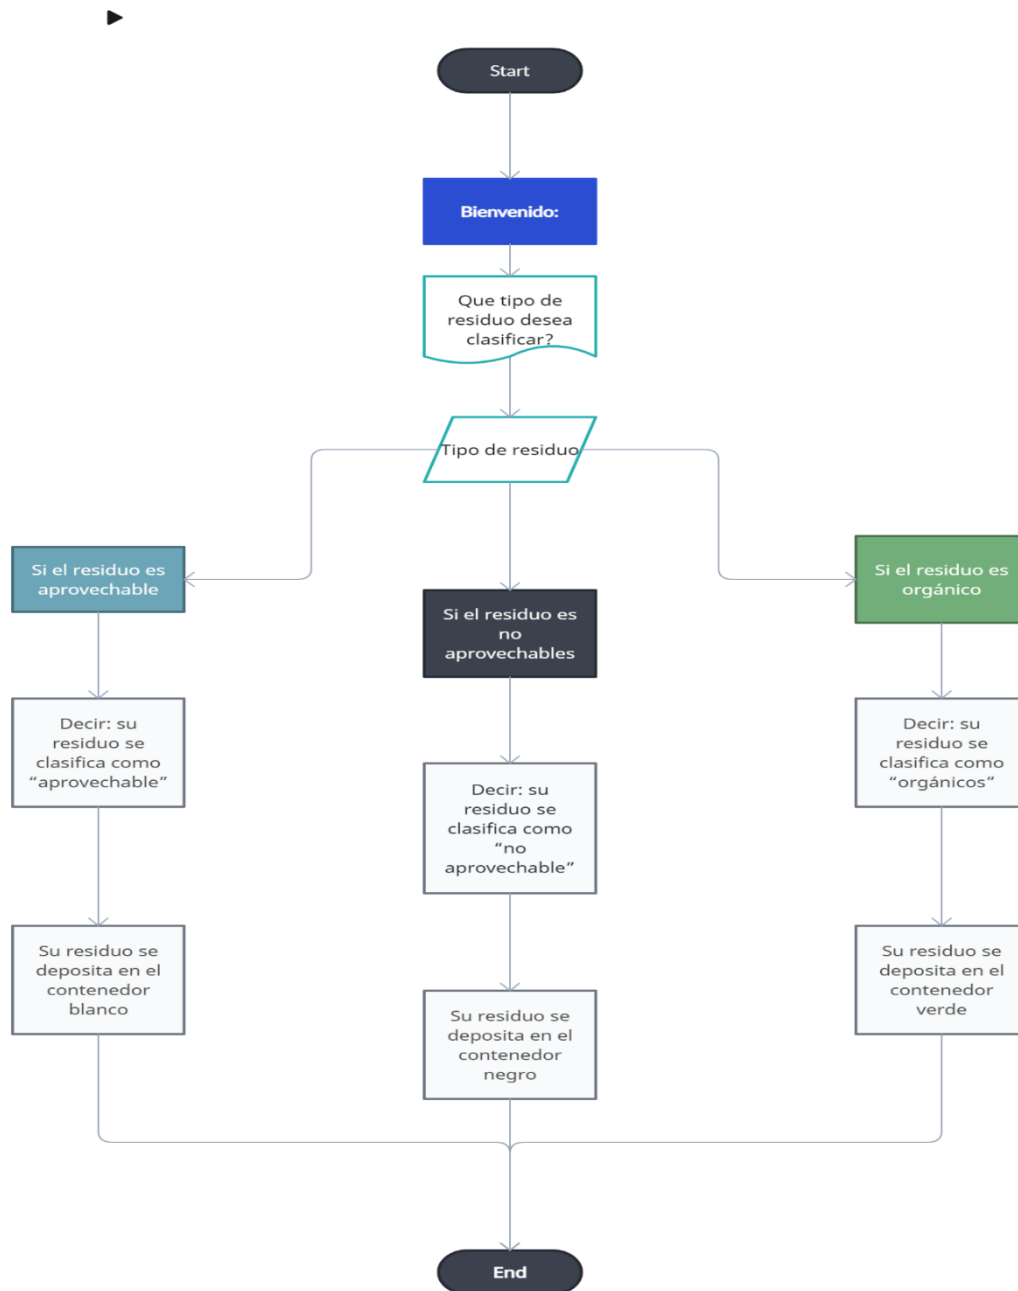 Start
Bienvenido:
Que tipo de
residuo desea
clasificar?
Tipo de residuo
Si el residuo es
aprovechable
Decir: su
residuo se
clasifica como
“aprovechable”
Su residuo se
deposita en el
contenedor
blanco
Si el residuo es
no
aprovechables
Decir: su
residuo se
clasifica como
“no
aprovechable”
Su residuo se
deposita en el
contenedor
negro
Si el residuo es
orgánico
Decir: su
residuo se
clasifica como
“orgánicos”
Su residuo se
deposita en el
contenedor
verde
End